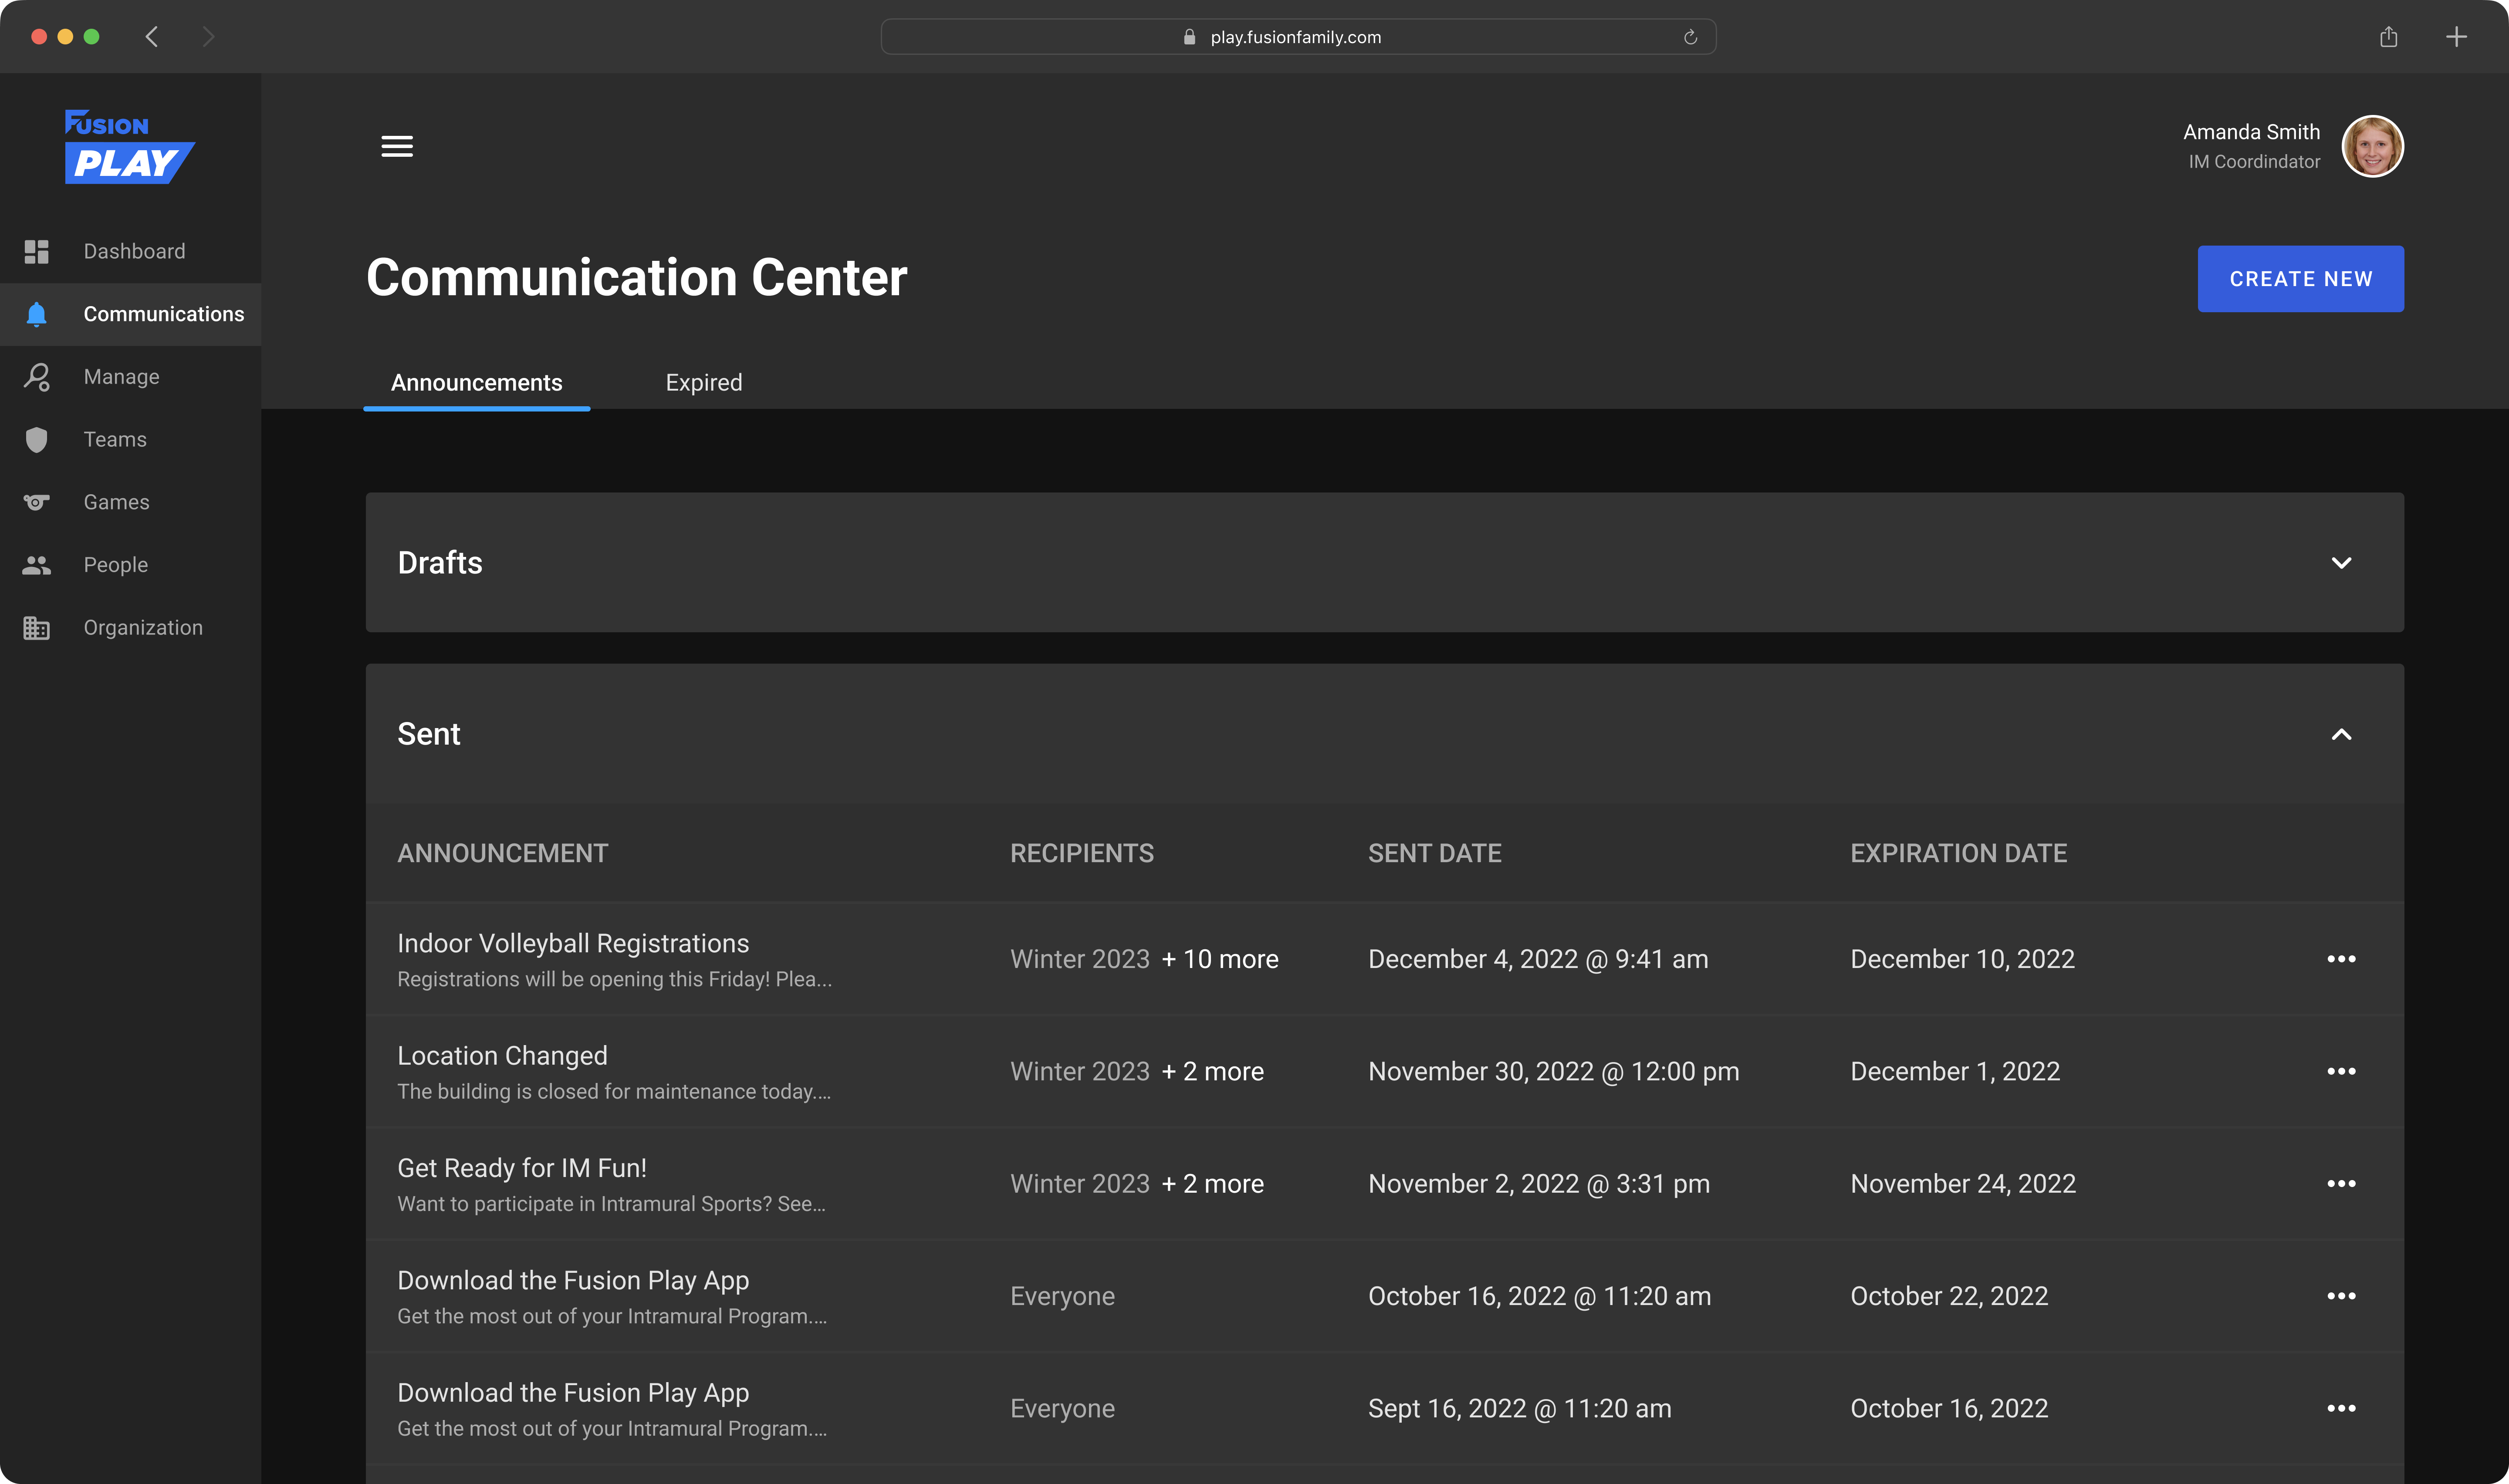 play.fusionfamily.com
FUSION
PLAY
Amanda Smith
IM Coordindator
Dashboard
Communications
Manage
Teams
Games
People
Organization
Communication Center
CREATE NEW
Announcements
Expired
Drafts
Sent
ANNOUNCEMENT RECIPIENTS SENT DATE EXPIRATION DATE
Indoor Volleyball Registrations
Registrations will be opening this Friday! Plea...
Winter 2023 + 10 more
December 4, 2022 @ 9:41 am
December 10, 2022
Location Changed
The building is closed for maintenance today....
Winter 2023 + 2 more
November 30, 2022 @ 12:00 pm
December 1, 2022
Get Ready for IM Fun!
Want to participate in Intramural Sports? See...
Winter 2023 + 2 more
November 2, 2022 @ 3:31 pm
November 24, 2022
Download the Fusion Play App
Get the most out of your Intramural Program....
Everyone
October 16, 2022 @ 11:20 am
October 22, 2022
Download the Fusion Play App
Get the most out of your Intramural Program....
Everyone
Sept 16, 2022 @ 11:20 am
October 16, 2022